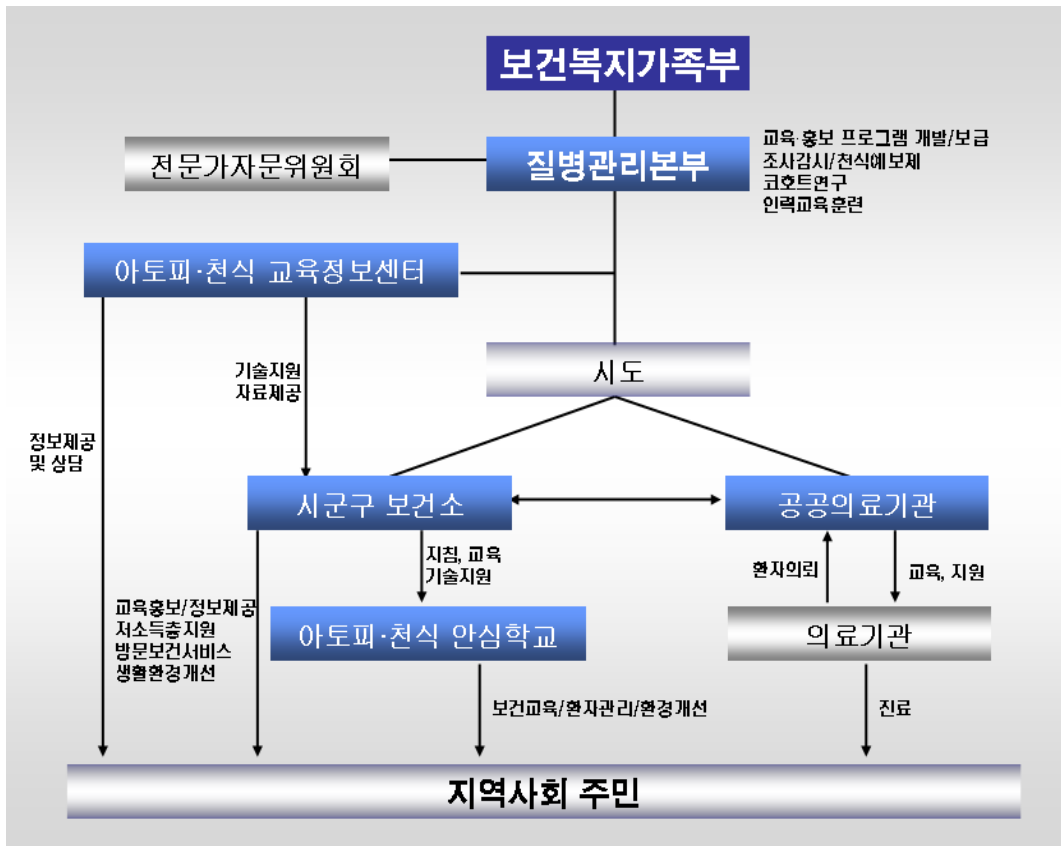 보건복지가족부
전문가자문위원회
질병관리본부
교육·홍보 프로그램 개발/보급
조사감시/천식예보제
코호트연구
인력교육훈련
아토피·천식 교육정보센터
기술지원
자료제공
시도
정보제공
및 상담
시군구 보건소
공공의료기관
지침, 교육
기술지원
환자의뢰
교육, 지원
교육홍보/정보제공
저소득층지원
방문보건서비스
생활환경개선
아토피·천식 안심학교
의료기관
보건교육/환자관리/환경개선
진료
지역사회 주민